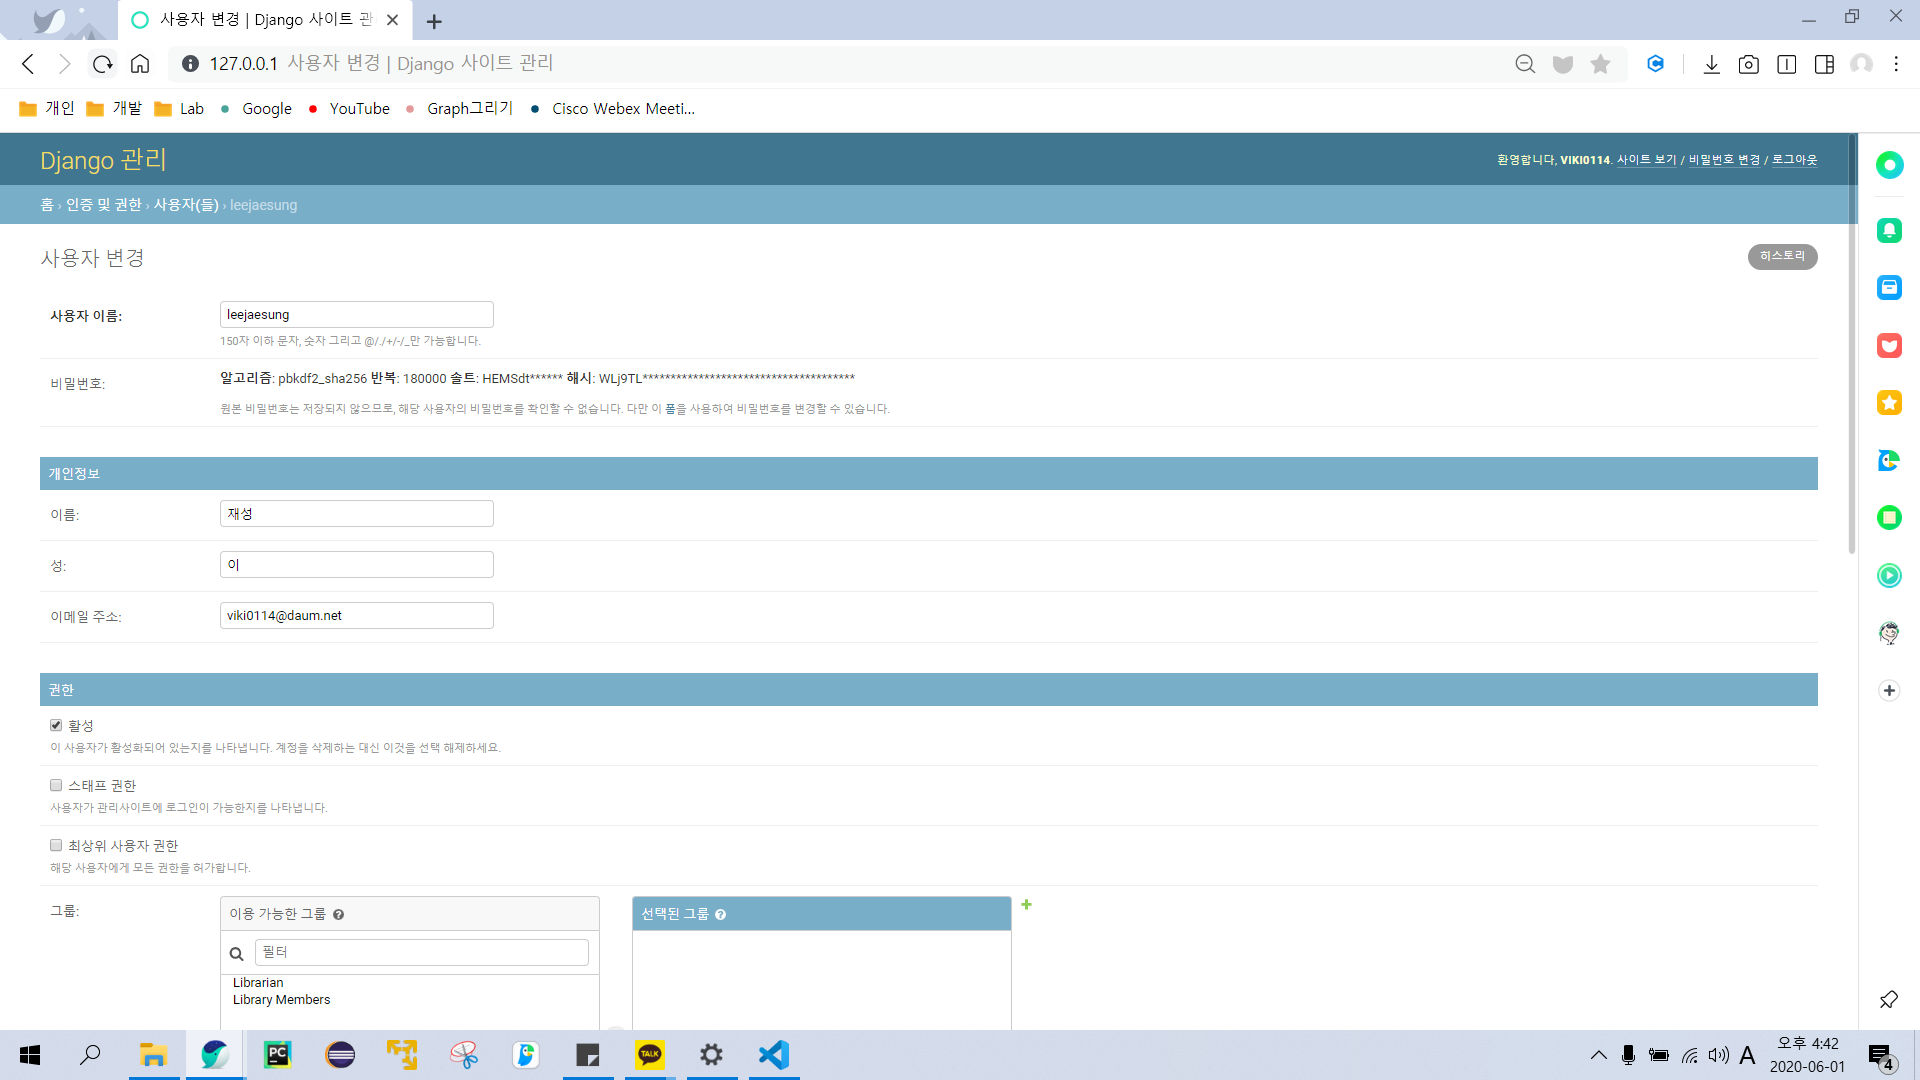 사용자 변경 | Django 사이트 관
127.0.0.1 사용자 변경 | Django 사이트 관리
개인 개발 Lab Google YouTube Graph그리기 Cisco Webex Meeti...
Django 관리
환영합니다, VIKI0114. 사이트 보기 / 비밀번호 변경 / 로그아웃
홈 › 인증 및 권한 › 사용자(들) › leejaesung
사용자 변경
히스토리
사용자 이름: leejaesung
150자 이하 문자, 숫자 그리고 @/./+/-/_만 가능합니다.
비밀번호: 알고리즘: pbkdf2_sha256 반복: 180000 솔트: HEMSdt****** 해시: WLj9TL**************************************
원본 비밀번호는 저장되지 않으므로, 해당 사용자의 비밀번호를 확인할 수 없습니다. 다만 이 폼을 사용하여 비밀번호를 변경할 수 있습니다.
개인정보
이름: 재성
성: 이
이메일 주소: viki0114@daum.net
권한
활성
이 사용자가 활성화되어 있는지를 나타냅니다. 계정을 삭제하는 대신 이것을 선택 해제하세요.
스태프 권한
사용자가 관리사이트에 로그인이 가능한지를 나타냅니다.
최상위 사용자 권한
해당 사용자에게 모든 권한을 허가합니다.
그룹: 이용 가능한 그룹 선택된 그룹
필터
Librarian
Library Members
PC TALK
A 오후 4:42
2020-06-01
4